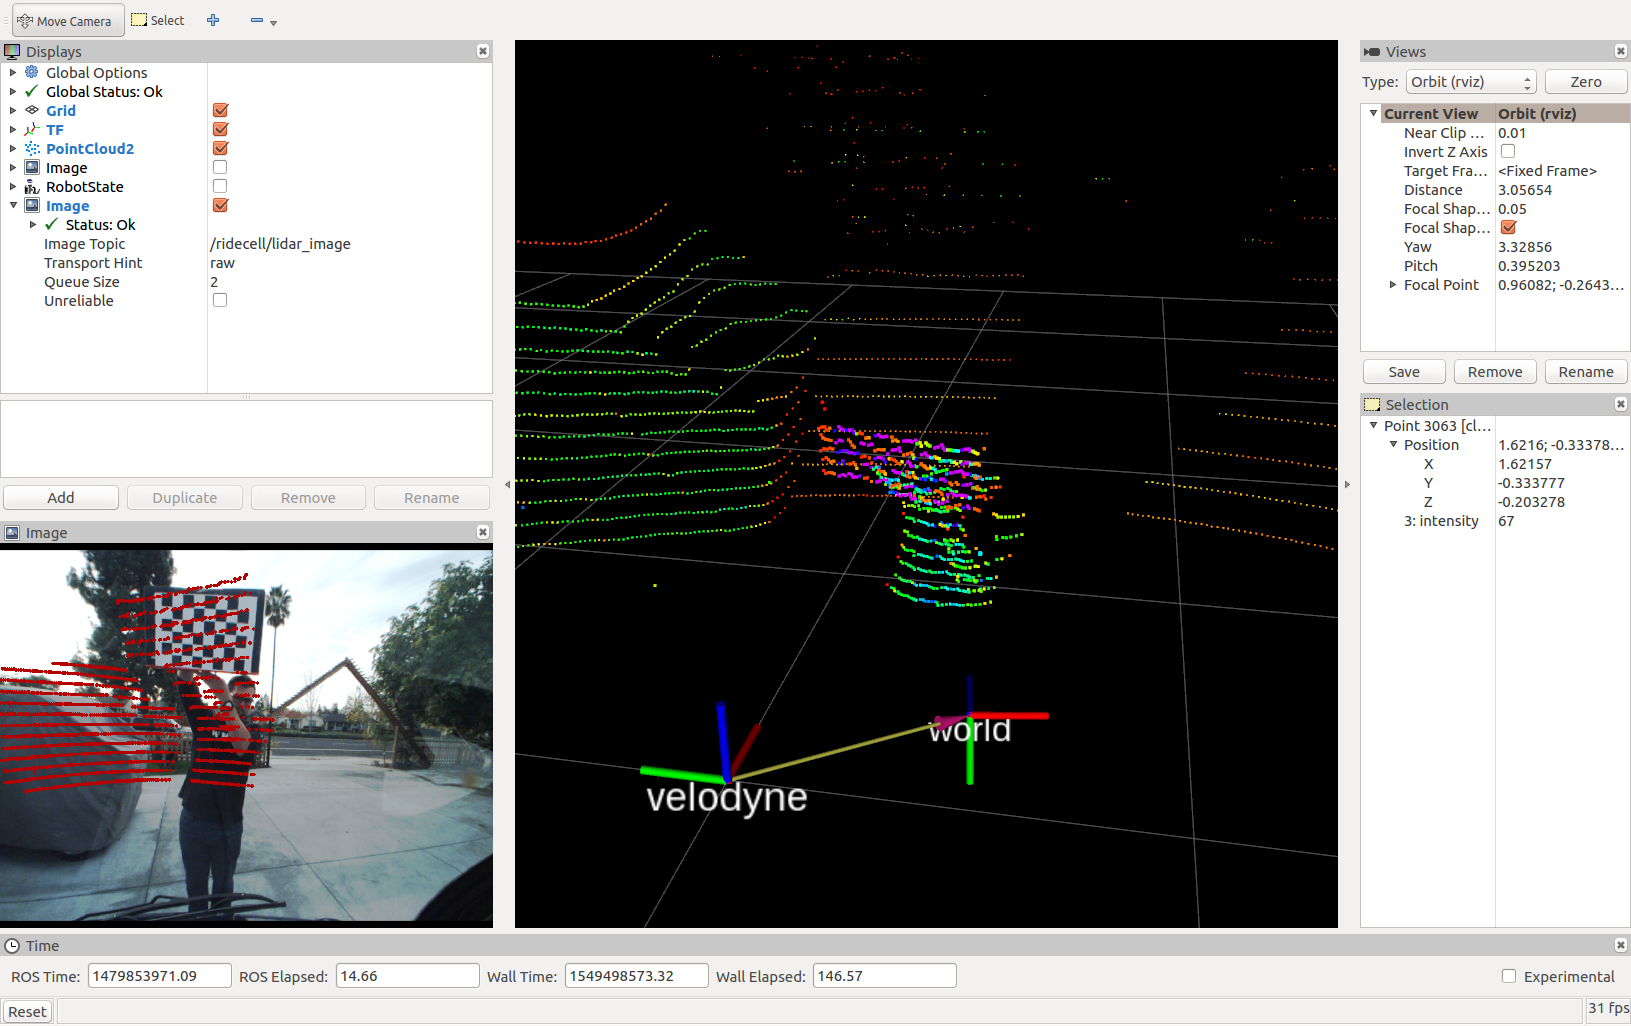 Move Camera Select
Displays
Global Options
Global Status: Ok
Grid
TF
PointCloud2
Image
RobotState
Image
Status: Ok
Image Topic /ridecell/lidar_image
Transport Hint raw
Queue Size 2
Unreliable
Add Duplicate Remove Rename
Image
velodyne
world
Views
Type: Orbit (rviz) Zero
Current View Orbit (rviz)
Near Clip ... 0.01
Invert Z Axis
Target Fra... <Fixed Frame>
Distance 3.05654
Focal Shap... 0.05
Focal Shap...
Yaw 3.32856
Pitch 0.395203
Focal Point 0.96082; -0.2643...
Save Remove Rename
Selection
Point 3063 [cl...
Position 1.6216; -0.33378...
X 1.62157
Y -0.333777
Z -0.203278
3: intensity 67
Time
ROS Time: 1479853971.09 ROS Elapsed: 14.66 Wall Time: 1549498573.32 Wall Elapsed: 146.57 Experimental
Reset 31 fps